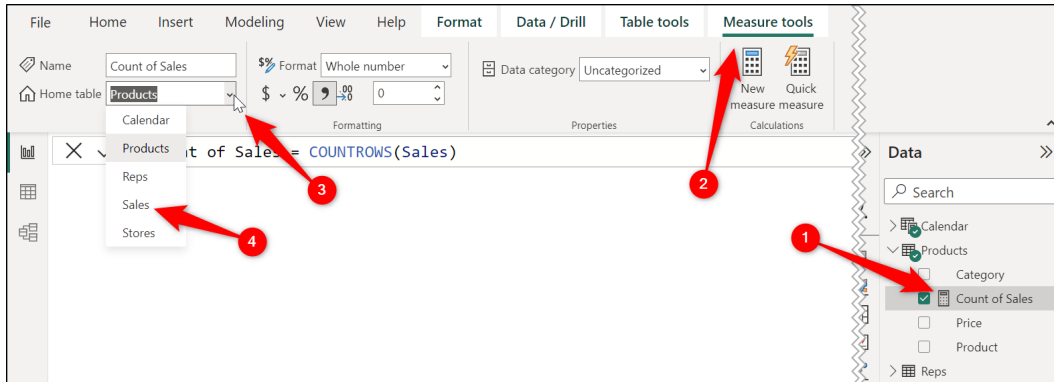 File Home Insert Modeling View Help Format Data / Drill Table tools Measure tools
Name Count of Sales $% Format Whole number Data category Uncategorized New measure Quick measure
Home table Products $ % 9 .00 →.0 0
Formatting Properties Calculations
Calendar
Products
Reps
Sales
Stores
t of Sales = COUNTROWS(Sales)
3
4
2
1
Data
Search
Calendar
Products
Category
Count of Sales
Price
Product
Reps